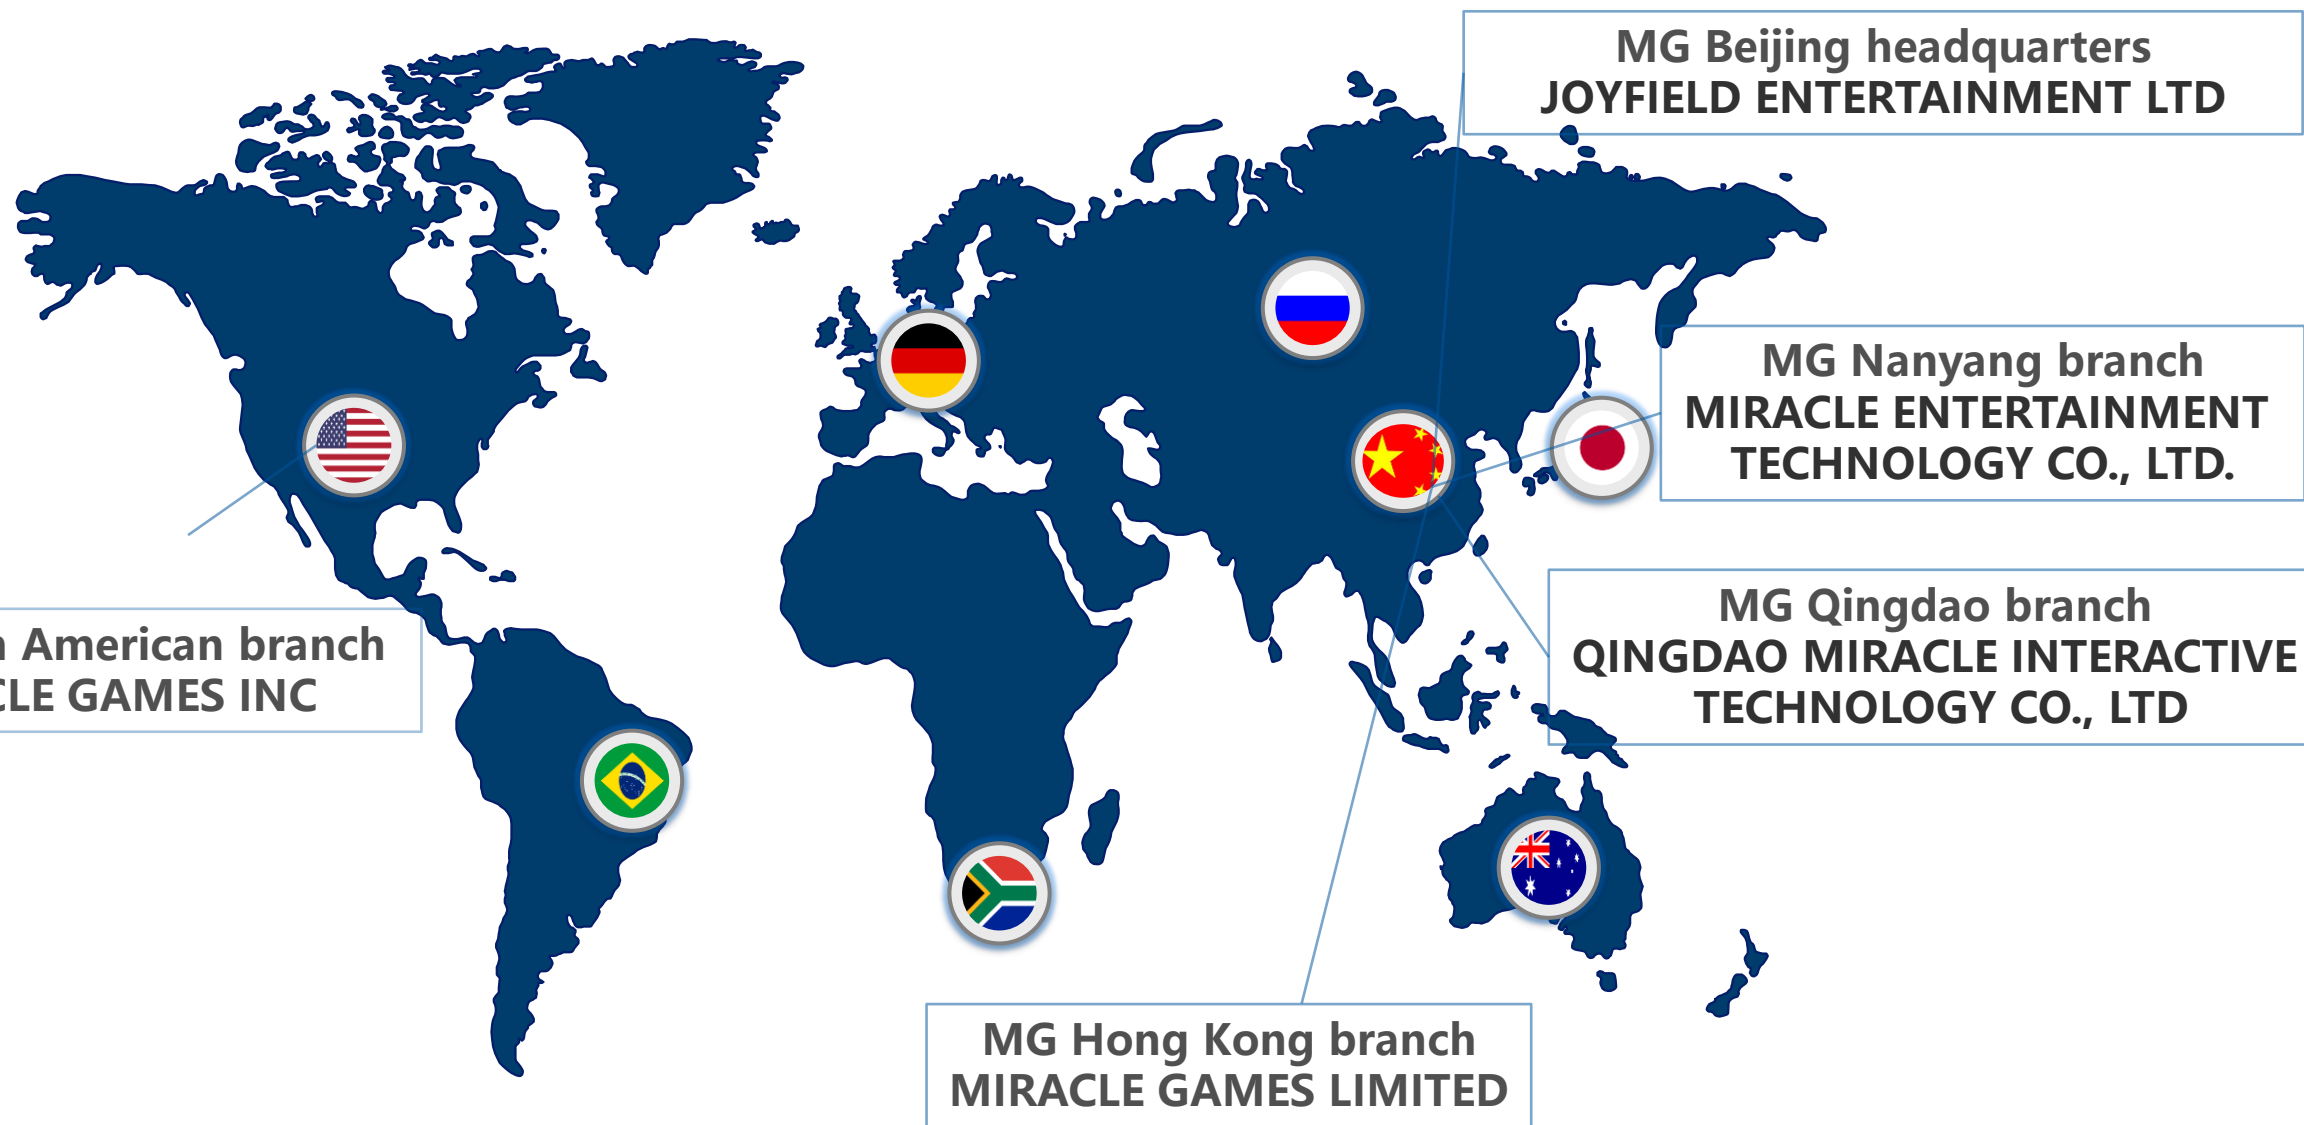 MG Beijing headquarters
JOYFIELD ENTERTAINMENT LTD
MG Nanyang branch
MIRACLE ENTERTAINMENT
TECHNOLOGY CO., LTD.
MG Qingdao branch
QINGDAO MIRACLE INTERACTIVE
TECHNOLOGY CO., LTD
American branch
GAMES INC
MG Hong Kong branch
MIRACLE GAMES LIMITED